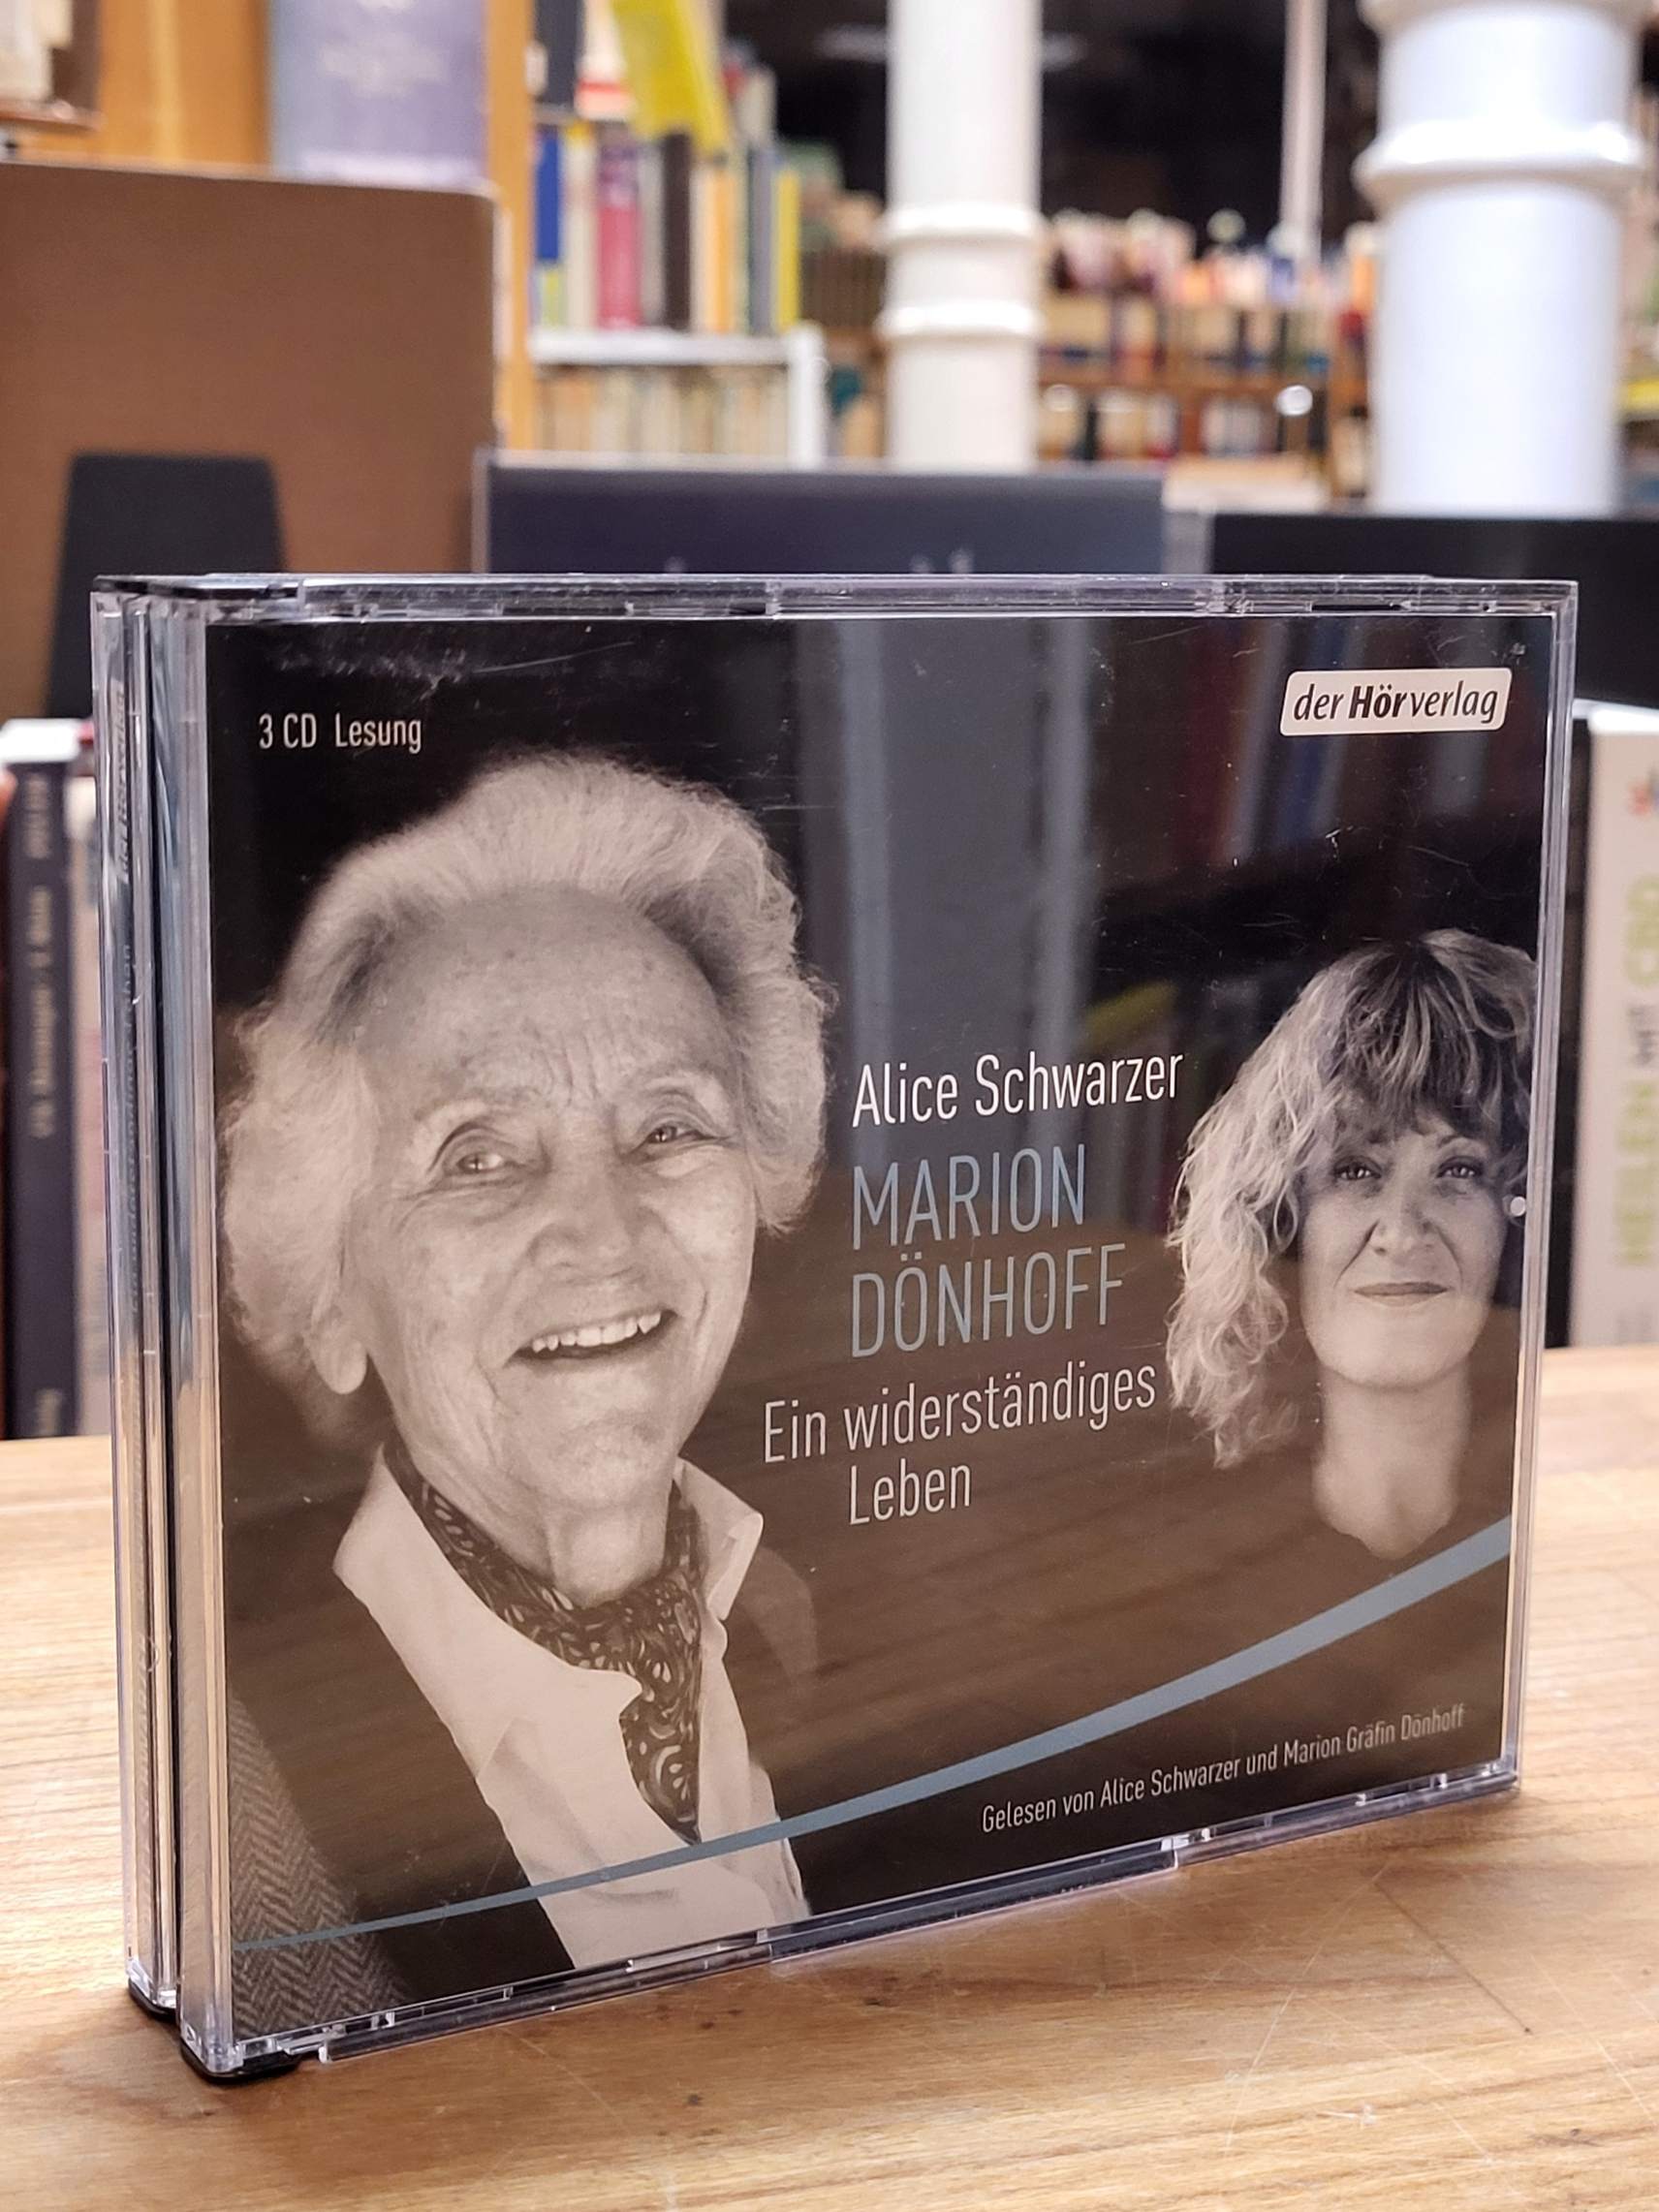 3 CD Lesung
der Hörverlag
Alice Schwarzer
MARION
DÖNHOFF
Ein widerständiges
Leben
Gelesen von Alice Schwarzer und Marion Gräfin Dönhoff